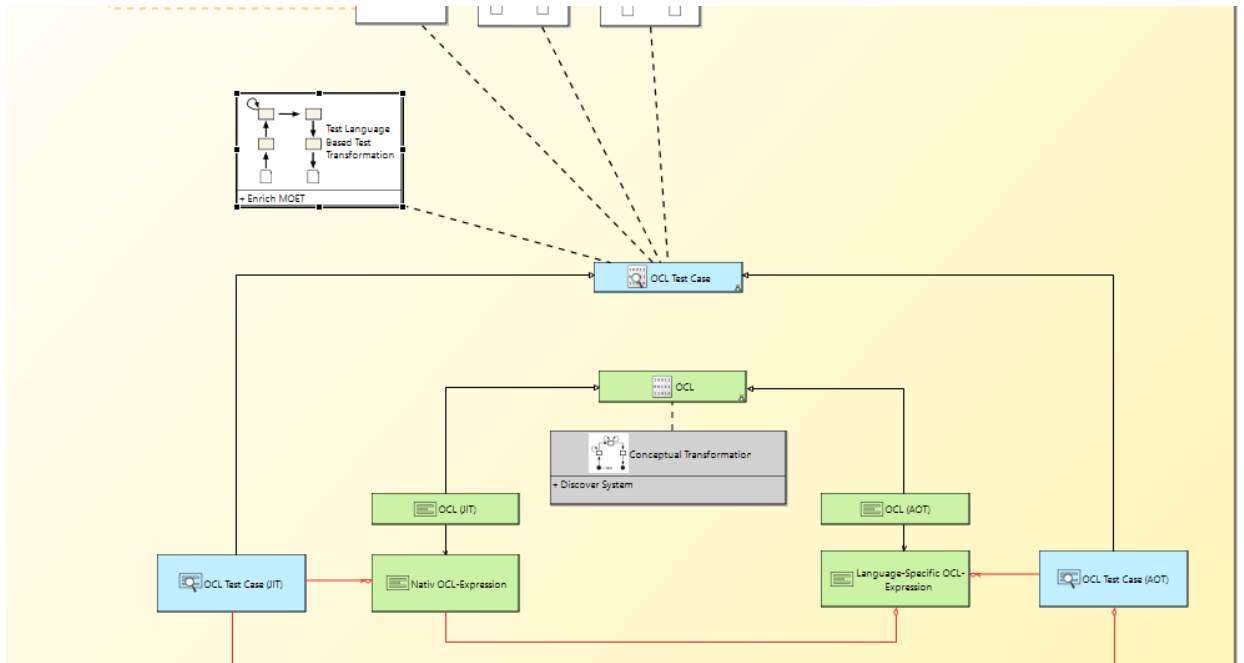 Test Language
Based Test
Transformation
+ Enrich MOET
OCL Test Case
OCL
Conceptual Transformation
+ Discover System
OCL (JIT)
OCL (AOT)
OCL Test Case (JIT)
Nativ OCL-Expression
Language-Specific OCL-
Expression
OCL Test Case (AOT)